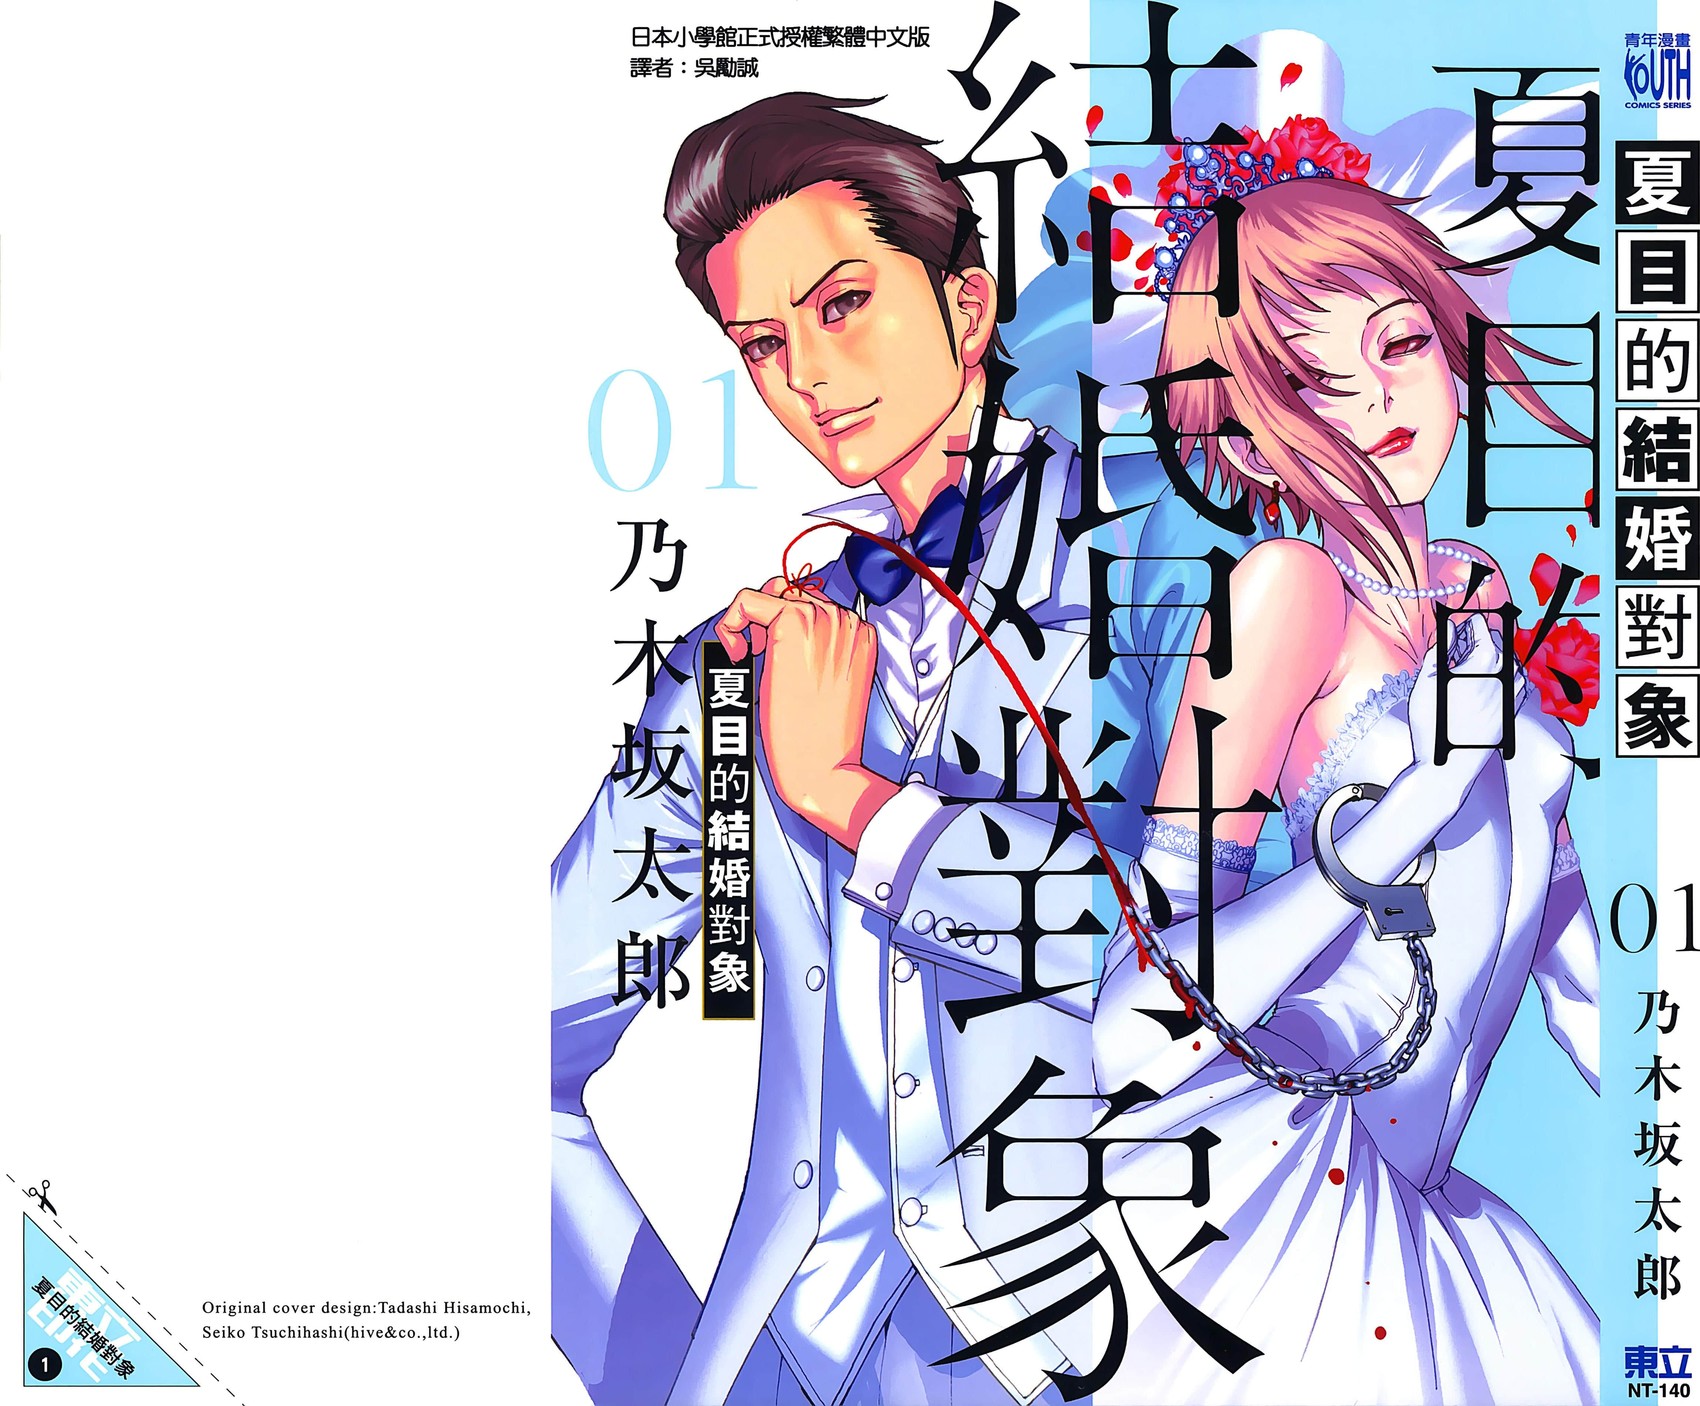 日本小學館正式授權繁體中文版
譯者：吳勵誠
夏目的
結婚對象
01
乃木坂太郎
夏目的結婚對象
青年漫畫
YOUTH
COMICS SERIES
夏目的結婚對象
01
乃木坂太郎
東立
NT-140
Original cover design:Tadashi Hisamochi,
Seiko Tsuchihashi(hive&co.,ltd.)
東立
夏目的結婚對象
1